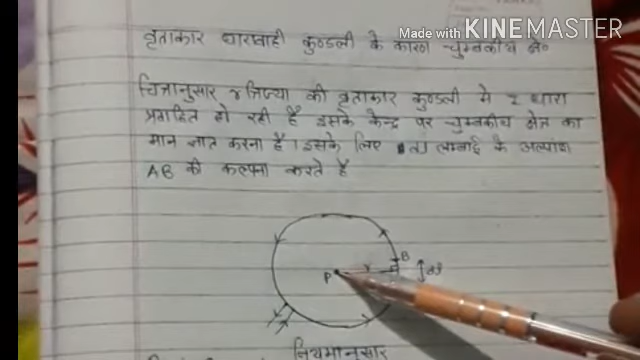 Made with KINEMASTER
वृताकार धारावाही कुण्डली के कारण चुम्बकीय क्षे०
चित्रानुसार r त्रिज्या की वृताकार कुण्डली मे I धारा
प्रवाहित हो रही है इसके केन्द्र पर चुम्बकीय क्षेत्र का
मान ज्ञात करना है। इसके लिए dl लम्बाई के अल्पांश
AB की कल्पना करते है
B
P
r
dl
नियमानुसार